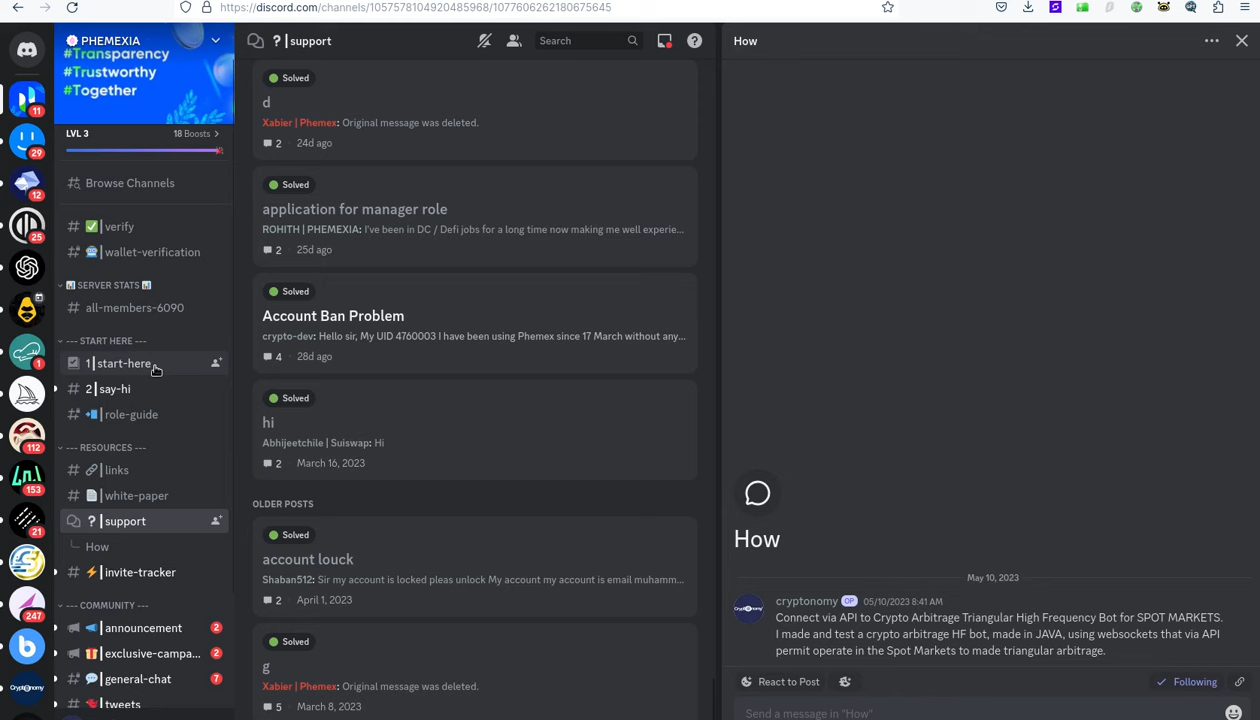 https://discord.com/channels/1057578104920485968/1077606262180675645
PHEMEXIA
#Transparency
#Trustworthy
#Together
LVL 3
18 Boosts
Browse Channels
verify
wallet-verification
SERVER STATS
all-members-6090
--- START HERE ---
1 | start-here
2 | say-hi
role-guide
--- RESOURCES ---
links
white-paper
? | support
How
invite-tracker
--- COMMUNITY ---
announcement 2
exclusive-campa... 2
general-chat 7
tweets
11
29
12
25
1
112
153
21
247
CryptOnomy
? | support
Search
Solved
d
Xabier | Phemex: Original message was deleted.
2 · 24d ago
Solved
application for manager role
ROHITH | PHEMEXIA: I've been in DC / Defi jobs for a long time now making me well experie...
2 · 25d ago
Solved
Account Ban Problem
crypto-dev: Hello sir, My UID 4760003 I have been using Phemex since 17 March without any...
4 · 28d ago
Solved
hi
Abhijeetchile | Suiswap: Hi
2 · March 16, 2023
OLDER POSTS
Solved
account louck
Shaban512: Sir my account is locked pleas unlock My account my account is email muhamm...
2 · April 1, 2023
Solved
g
Xabier | Phemex: Original message was deleted.
5 · March 8, 2023
How
How
May 10, 2023
cryptonomy OP 05/10/2023 8:41 AM
Connect via API to Crypto Arbitrage Triangular High Frequency Bot for SPOT MARKETS.
I made and test a crypto arbitrage HF bot, made in JAVA, using websockets that via API
permit operate in the Spot Markets to made triangular arbitrage.
React to Post
Following
Send a message in "How"